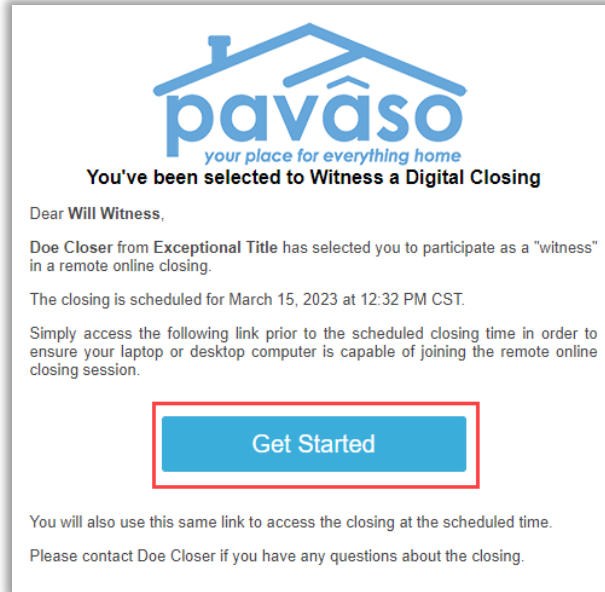 pavâso
your place for everything home
You've been selected to Witness a Digital Closing
Dear Will Witness,
Doe Closer from Exceptional Title has selected you to participate as a "witness"
in a remote online closing.
The closing is scheduled for March 15, 2023 at 12:32 PM CST.
Simply access the following link prior to the scheduled closing time in order to
ensure your laptop or desktop computer is capable of joining the remote online
closing session.
Get Started
You will also use this same link to access the closing at the scheduled time.
Please contact Doe Closer if you have any questions about the closing.